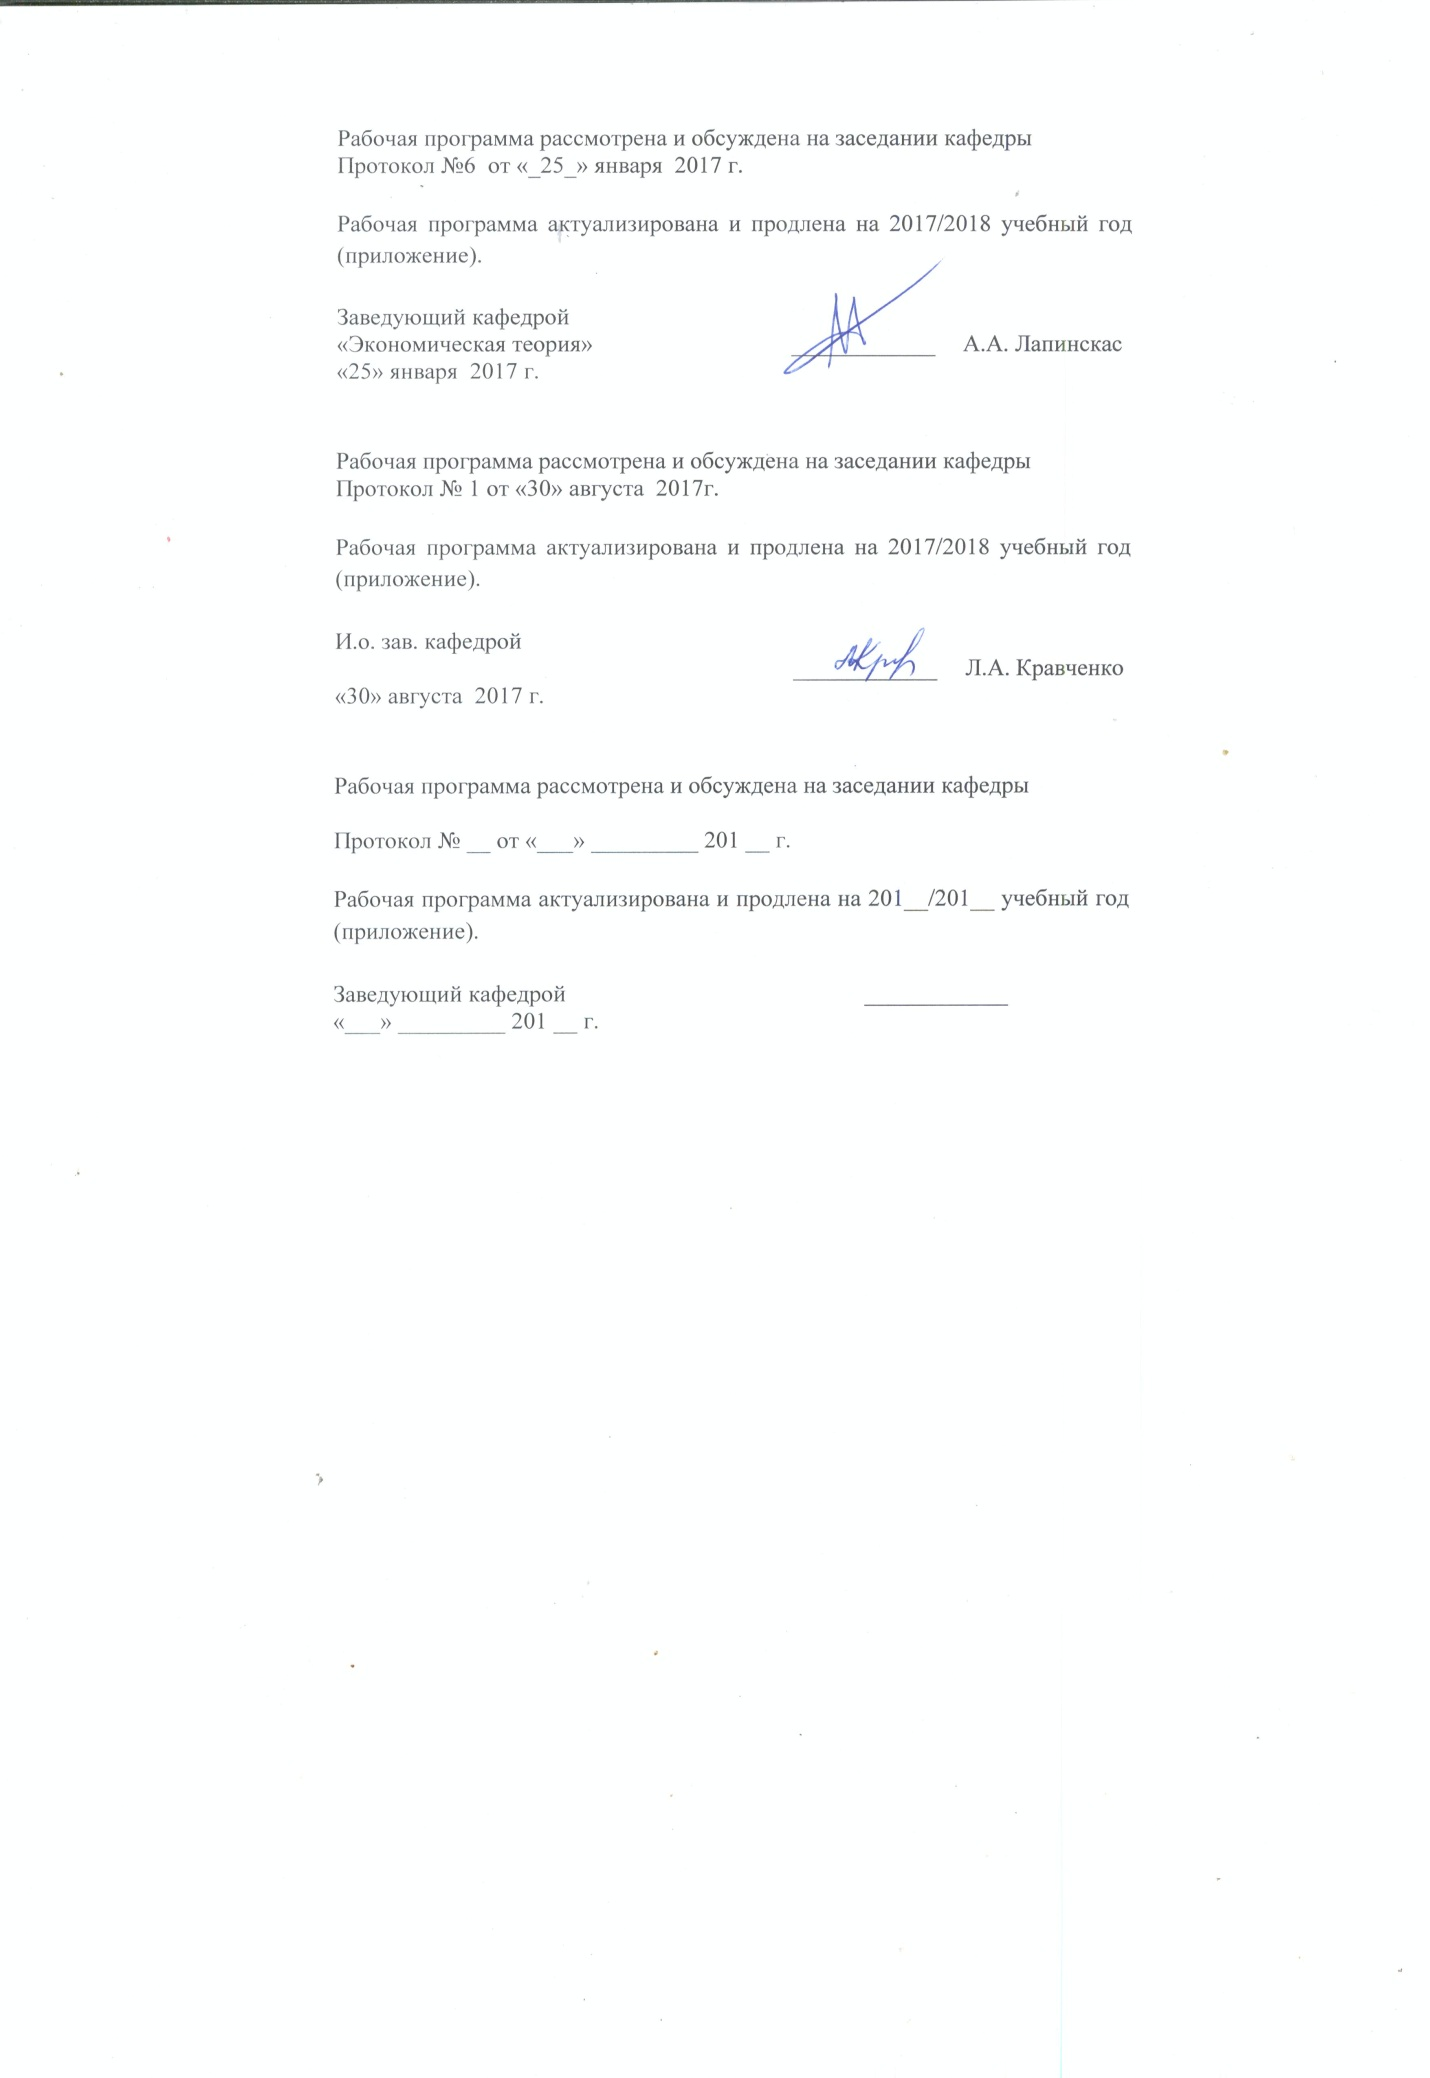 Рабочая программа рассмотрена и обсуждена на заседании кафедры
Протокол №6  от «_25_» января  2017 г.
Рабочая программа актуализирована и продлена на 2017/2018 учебный год
(приложение).
Заведующий кафедрой
«Экономическая теория» ____________ А.А. Лапинскас
«25» января  2017 г.
Рабочая программа рассмотрена и обсуждена на заседании кафедры
Протокол № 1 от «30» августа  2017г.
Рабочая программа актуализирована и продлена на 2017/2018 учебный год
(приложение).
И.о. зав. кафедрой
____________ Л.А. Кравченко
«30» августа  2017 г.
Рабочая программа рассмотрена и обсуждена на заседании кафедры
Протокол № __ от «___» _________ 201 __ г.
Рабочая программа актуализирована и продлена на 201__/201__ учебный год
(приложение).
Заведующий кафедрой ____________
«___» _________ 201 __ г.